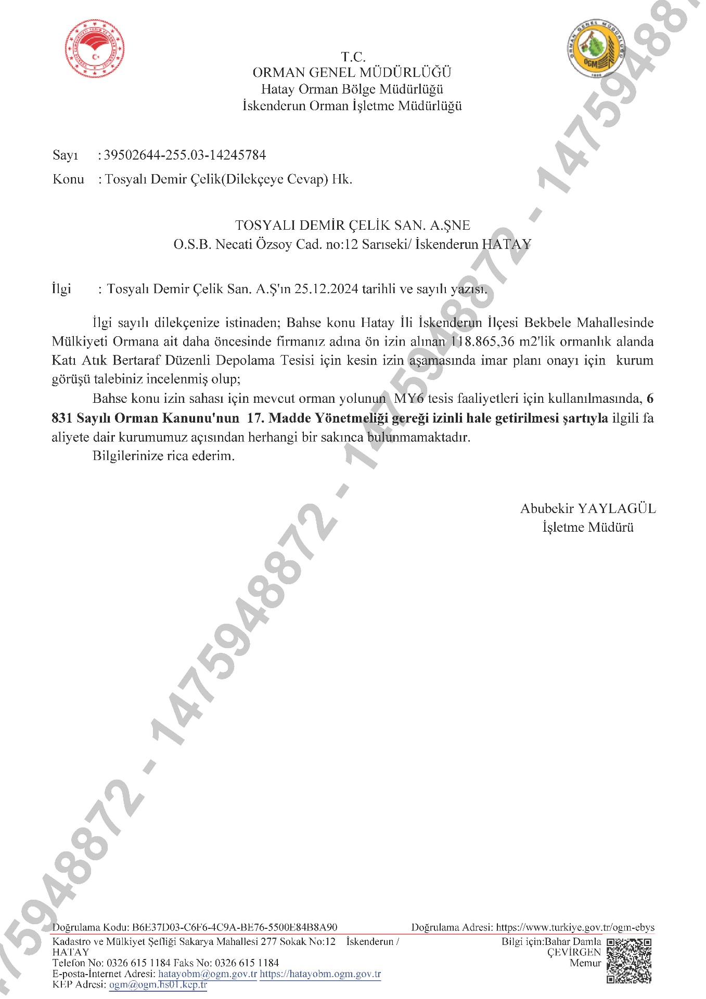 T.C.
ORMAN GENEL MÜDÜRLÜĞÜ
Hatay Orman Bölge Müdürlüğü
İskenderun Orman İşletme Müdürlüğü
OGM
Sayı : 39502644-255.03-14245784
Konu : Tosyalı Demir Çelik(Dilekçeye Cevap) Hk.
TOSYALI DEMİR ÇELİK SAN. A.ŞNE
O.S.B. Necati Özsoy Cad. no:12 Sarıseki/ İskenderun HATAY
İlgi : Tosyalı Demir Çelik San. A.Ş'ın 25.12.2024 tarihli ve sayılı yazısı.
İlgi sayılı dilekçenize istinaden; Bahse konu Hatay İli İskenderun İlçesi Bekbele Mahallesinde
Mülkiyeti Ormana ait daha öncesinde firmanız adına ön izin alınan 118.865,36 m2'lik ormanlık alanda
Katı Atık Bertaraf Düzenli Depolama Tesisi için kesin izin aşamasında imar planı onayı için kurum
görüşü talebiniz incelenmiş olup;
Bahse konu izin sahası için mevcut orman yolunun MY6 tesis faaliyetleri için kullanılmasında, 6
831 Sayılı Orman Kanunu'nun 17. Madde Yönetmeliği gereği izinli hale getirilmesi şartıyla ilgili fa
aliyete dair kurumumuz açısından herhangi bir sakınca bulunmamaktadır.
Bilgilerinize rica ederim.
Abubekir YAYLAGÜL
İşletme Müdürü
1475948872 - 1475948872 - 1475948872
Doğrulama Kodu: B6E37D03-C6F6-4C9A-BE76-5500E84B8A90 Doğrulama Adresi: https://www.turkiye.gov.tr/ogm-ebys
Kadastro ve Mülkiyet Şefliği Sakarya Mahallesi 277 Sokak No:12 İskenderun /
HATAY
Telefon No: 0326 615 1184 Faks No: 0326 615 1184
E-posta-İnternet Adresi: hatayobm@ogm.gov.tr https://hatayobm.ogm.gov.tr
KEP Adresi: ogm@ogm.hs01.kep.tr
Bilgi için:Bahar Damla
ÇEVİRGEN
Memur